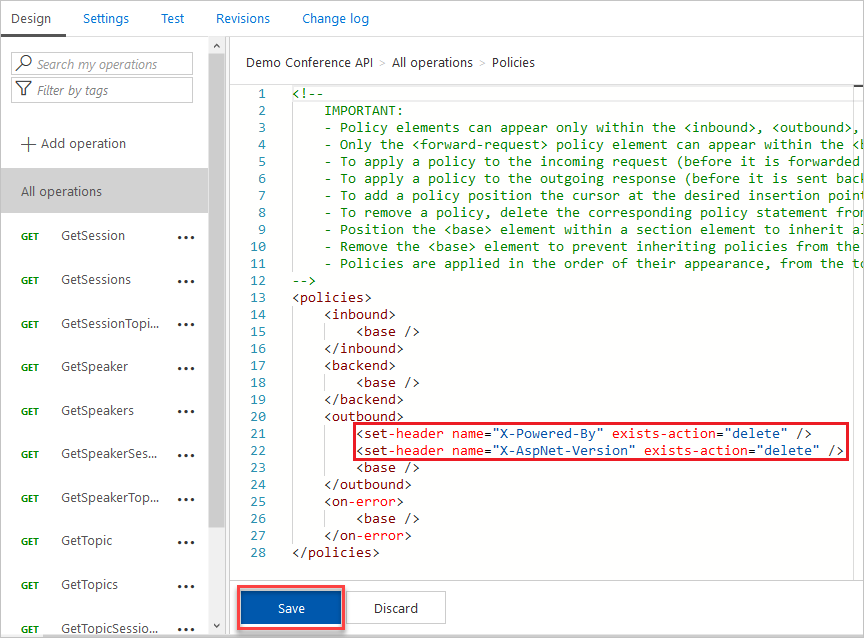 Design Settings Test Revisions Change log
Search my operations
Filter by tags
Add operation
All operations
GET GetSession
GET GetSessions
GET GetSessionTopi...
GET GetSpeaker
GET GetSpeakers
GET GetSpeakerSes...
GET GetSpeakerTop...
GET GetTopic
GET GetTopics
GET GetTopicSessio...
Demo Conference API > All operations > Policies
1 <!--
2 IMPORTANT:
3 - Policy elements can appear only within the <inbound>, <outbound>,
4 - Only the <forward-request> policy element can appear within the <b
5 - To apply a policy to the incoming request (before it is forwarded
6 - To apply a policy to the outgoing response (before it is sent back
7 - To add a policy position the cursor at the desired insertion point
8 - To remove a policy, delete the corresponding policy statement from
9 - Position the <base> element within a section element to inherit al
10 - Remove the <base> element to prevent inheriting policies from the
11 - Policies are applied in the order of their appearance, from the to
12 -->
13 <policies>
14 <inbound>
15 <base />
16 </inbound>
17 <backend>
18 <base />
19 </backend>
20 <outbound>
21 <set-header name="X-Powered-By" exists-action="delete" />
22 <set-header name="X-AspNet-Version" exists-action="delete" />
23 <base />
24 </outbound>
25 <on-error>
26 <base />
27 </on-error>
28 </policies>
Save Discard